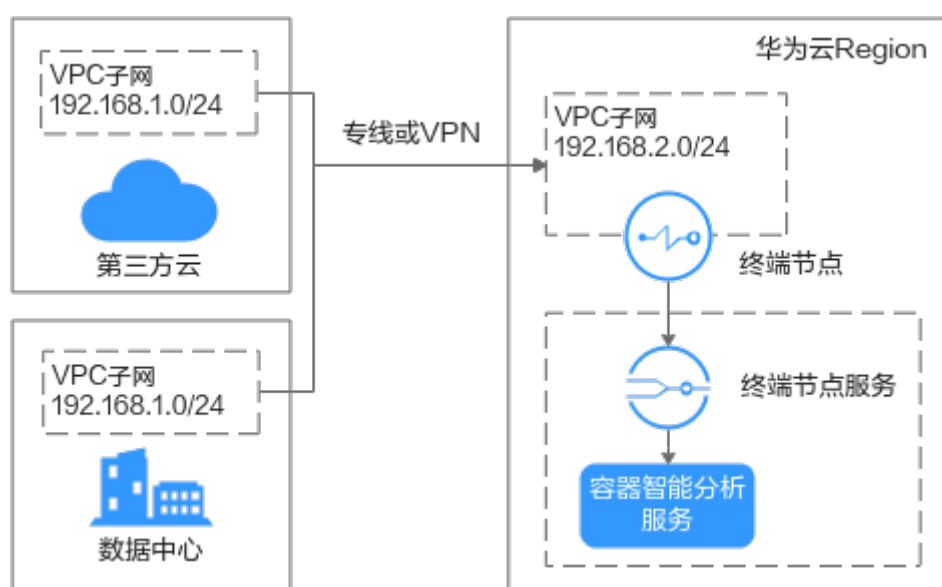 VPC子网
192.168.1.0/24
第三方云
VPC子网
192.168.1.0/24
数据中心
专线或VPN
华为云Region
VPC子网
192.168.2.0/24
终端节点
终端节点服务
容器智能分析
服务